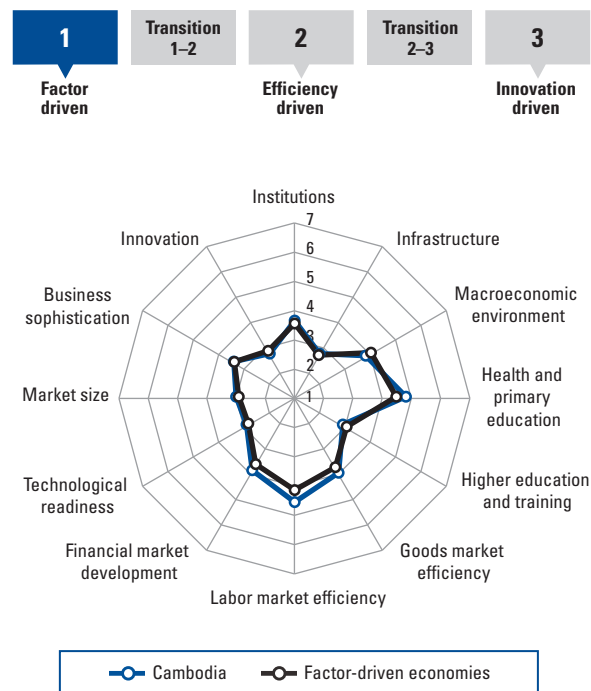 1
Transition
1–2
2
Transition
2–3
3
Factor
driven
Efficiency
driven
Innovation
driven
Institutions
7
Innovation
Infrastructure
6
5
Business
sophistication
Macroeconomic
environment
4
3
2
Market size
1
Health and
primary
education
Technological
readiness
Higher education
and training
Financial market
development
Goods market
efficiency
Labor market efficiency
Cambodia
Factor-driven economies